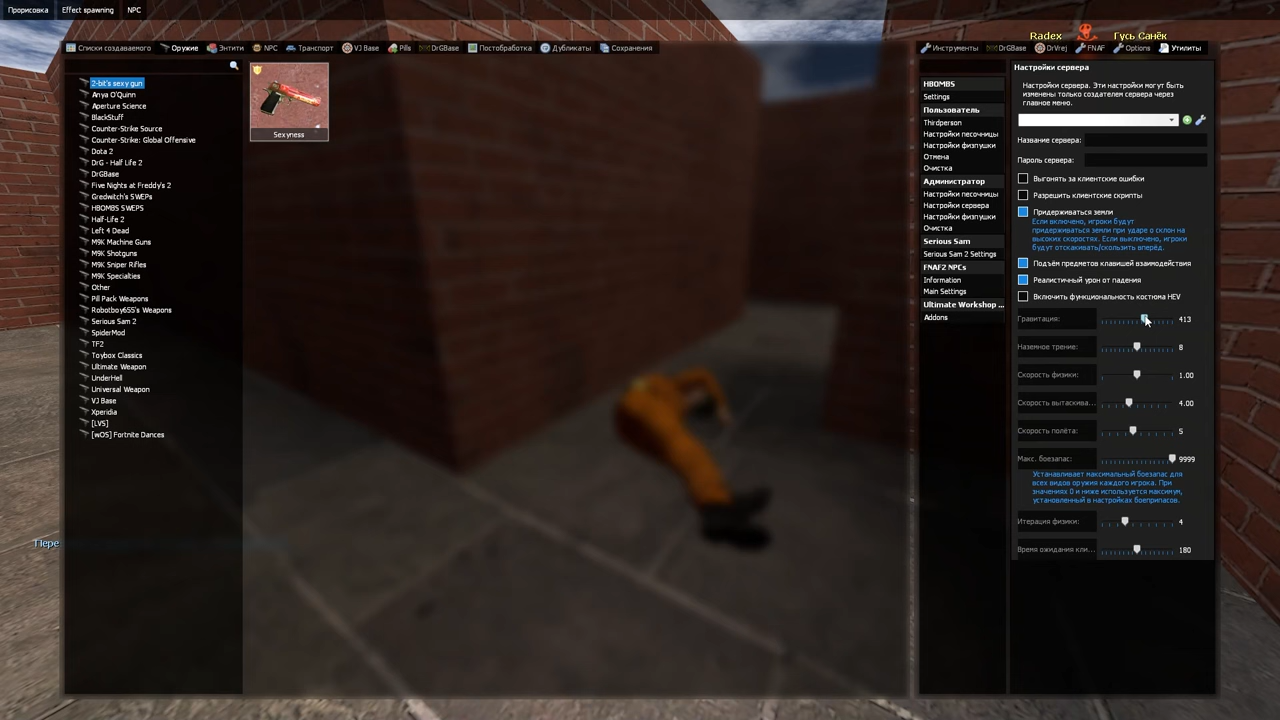 Прорисовка
Effect spawning
NPC
Radex
Гусь Санёк
Списки создаваемого
Оружие
Энтити
NPC
Транспорт
VJ Base
Pills
DrGBase
Постобработка
Дубликаты
Сохранения
Инструменты
DrGBase
DrVrej
FNAF
Options
Утилиты
2-bit's sexy gun
Anya O'Quinn
Aperture Science
BlackStuff
Counter-Strike Source
Counter-Strike: Global Offensive
Dota 2
DrG - Half Life 2
DrGBase
Five Nights at Freddy's 2
Gredwitch's SWEPs
HBOMBS SWEPS
Half-Life 2
Left 4 Dead
M9K Machine Guns
M9K Shotguns
M9K Sniper Rifles
M9K Specialties
Other
Pill Pack Weapons
Robotboy655's Weapons
Serious Sam 2
SpiderMod
TF2
Toybox Classics
Ultimate Weapon
UnderHell
Universal Weapon
VJ Base
Xperidia
[LVS]
[wOS] Fortnite Dances
Sexyness
Пере
HBOMBS
Settings
Пользователь
Thirdperson
Настройки песочницы
Настройки физпушки
Отмена
Очистка
Администратор
Настройки песочницы
Настройки сервера
Настройки физпушки
Очистка
Serious Sam
Serious Sam 2 Settings
FNAF2 NPCs
Information
Main Settings
Ultimate Workshop ...
Addons
Настройки сервера
Настройки сервера. Эти настройки могут быть
изменены только создателем сервера через
главное меню.
Название сервера:
Пароль сервера:
Выгонять за клиентские ошибки
Разрешить клиентские скрипты
Придерживаться земли
Если включено, игроки будут
придерживаться земли при ударе о склон на
высоких скоростях. Если выключено, игроки
будут отскакивать/скользить вперёд.
Подъём предметов клавишей взаимодействия
Реалистичный урон от падения
Включить функциональность костюма HEV
Гравитация: 413
Наземное трение: 8
Скорость физики: 1.00
Скорость вытаскива... 4.00
Скорость полёта: 5
Макс. боезапас: 9999
Устанавливает максимальный боезапас для
всех видов оружия каждого игрока. При
значениях 0 и ниже используется максимум,
установленный в настройках боеприпасов.
Итерация физики: 4
Время ожидания кли... 180